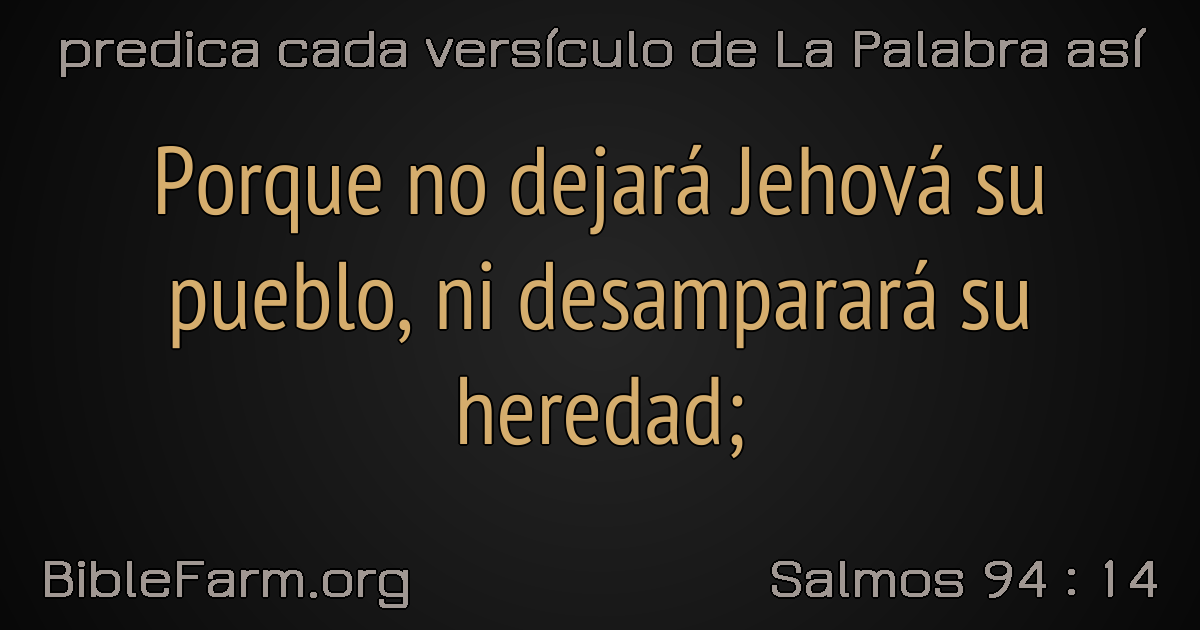 predica cada versículo de La Palabra así
Porque no dejará Jehová su
pueblo, ni desamparará su
heredad;
BibleFarm.org
Salmos 94 : 14